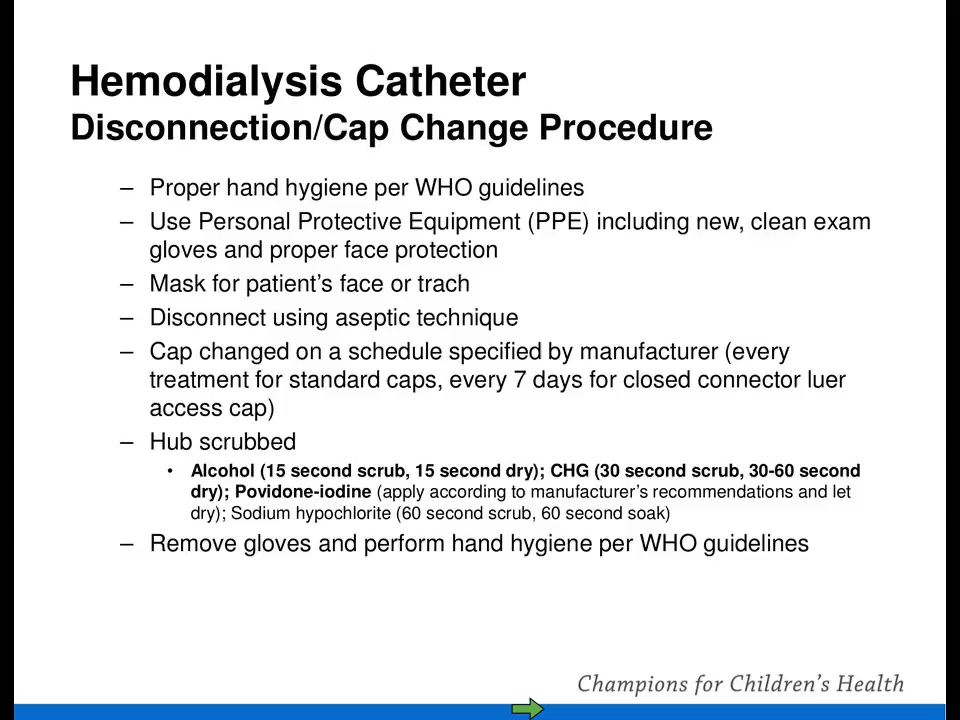 Hemodialysis Catheter
Disconnection/Cap Change Procedure
– Proper hand hygiene per WHO guidelines
– Use Personal Protective Equipment (PPE) including new, clean exam
gloves and proper face protection
– Mask for patient’s face or trach
– Disconnect using aseptic technique
– Cap changed on a schedule specified by manufacturer (every
treatment for standard caps, every 7 days for closed connector luer
access cap)
– Hub scrubbed
• Alcohol (15 second scrub, 15 second dry); CHG (30 second scrub, 30-60 second
dry); Povidone-iodine (apply according to manufacturer’s recommendations and let
dry); Sodium hypochlorite (60 second scrub, 60 second soak)
– Remove gloves and perform hand hygiene per WHO guidelines
Champions for Children’s Health